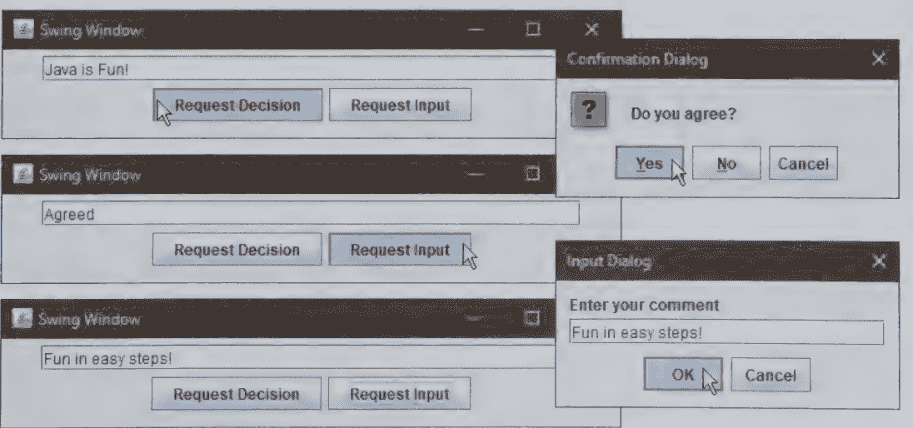 Swing Window
Java is Fun!
Request Decision Request Input
Confirmation Dialog
?
Do you agree?
Yes No Cancel
Swing Window
Agreed
Request Decision Request Input
Input Dialog
Enter your comment
Fun in easy steps!
OK Cancel
Swing Window
Fun in easy steps!
Request Decision Request Input